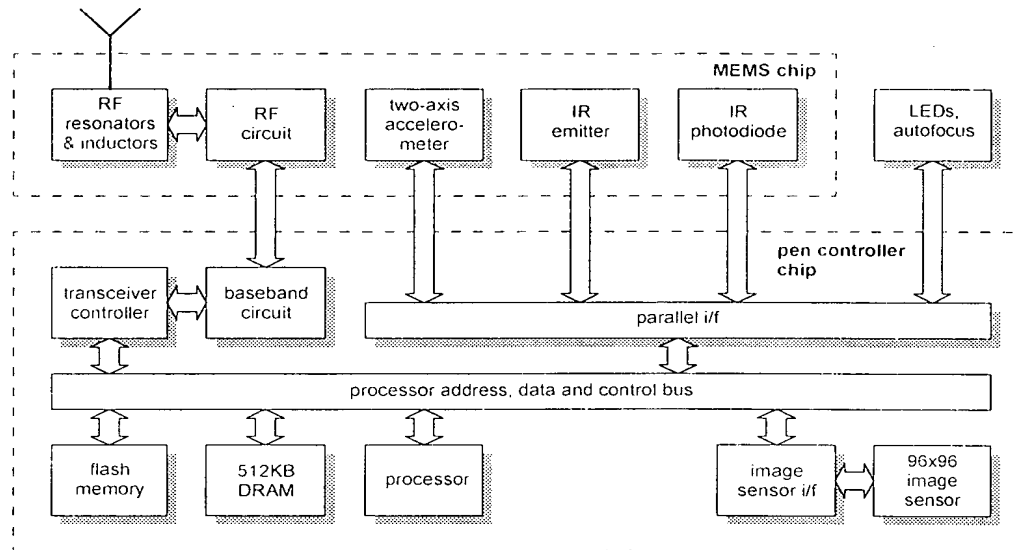 MEMS chip
RF
resonators
& inductors
RF
circuit
two-axis
accelero-
meter
IR
emitter
IR
photodiode
LEDs,
autofocus
pen controller
chip
transceiver
controller
baseband
circuit
parallel i/f
processor address, data and control bus
flash
memory
512KB
DRAM
processor
image
sensor i/f
96x96
image
sensor